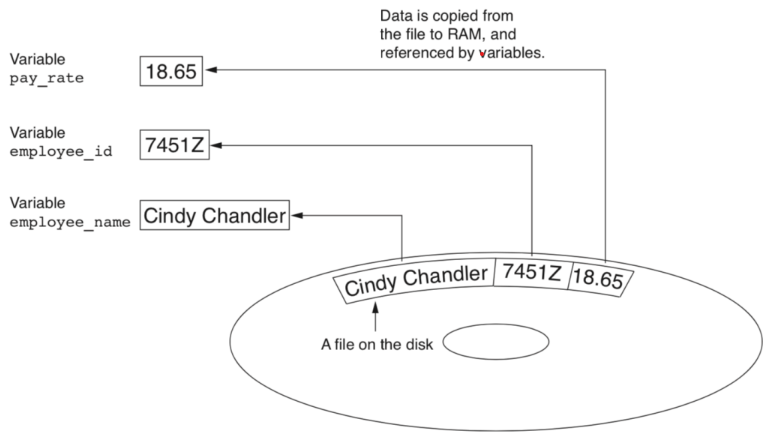 Data is copied from
the file to RAM, and
referenced by variables.
Variable
pay_rate
18.65
Variable
employee_id
7451Z
Variable
employee_name
Cindy Chandler
Cindy Chandler
7451Z
18.65
A file on the disk